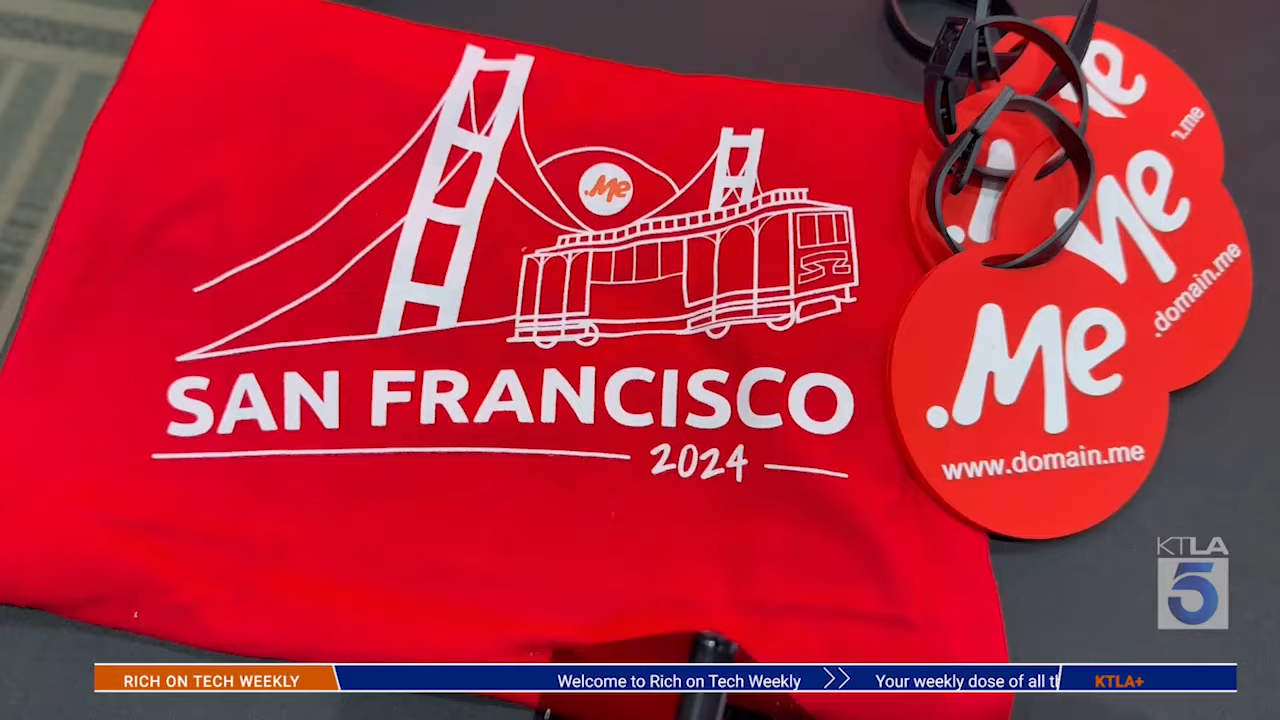 .Me
SAN FRANCISCO
2024
.Me
www.domain.me
Me
.domain.me
.me
KTLA
5
RICH ON TECH WEEKLY
Welcome to Rich on Tech Weekly
Your weekly dose of all
KTLA+